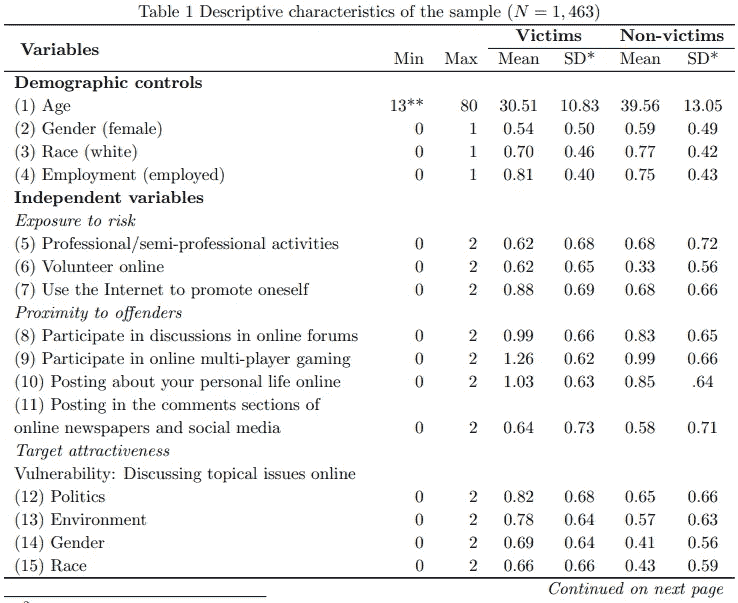 Table 1 Descriptive characteristics of the sample (N = 1,463)
Victims Non-victims
Variables
Min Max Mean SD* Mean SD*
Demographic controls
(1) Age 13** 80 30.51 10.83 39.56 13.05
(2) Gender (female) 0 1 0.54 0.50 0.59 0.49
(3) Race (white) 0 1 0.70 0.46 0.77 0.42
(4) Employment (employed) 0 1 0.81 0.40 0.75 0.43
Independent variables
Exposure to risk
(5) Professional/semi-professional activities 0 2 0.62 0.68 0.68 0.72
(6) Volunteer online 0 2 0.62 0.65 0.33 0.56
(7) Use the Internet to promote oneself 0 2 0.88 0.69 0.68 0.66
Proximity to offenders
(8) Participate in discussions in online forums 0 2 0.99 0.66 0.83 0.65
(9) Participate in online multi-player gaming 0 2 1.26 0.62 0.99 0.66
(10) Posting about your personal life online 0 2 1.03 0.63 0.85 .64
(11) Posting in the comments sections of
online newspapers and social media 0 2 0.64 0.73 0.58 0.71
Target attractiveness
Vulnerability: Discussing topical issues online
(12) Politics 0 2 0.82 0.68 0.65 0.66
(13) Environment 0 2 0.78 0.64 0.57 0.63
(14) Gender 0 2 0.69 0.64 0.41 0.56
(15) Race 0 2 0.66 0.66 0.43 0.59
Continued on next page